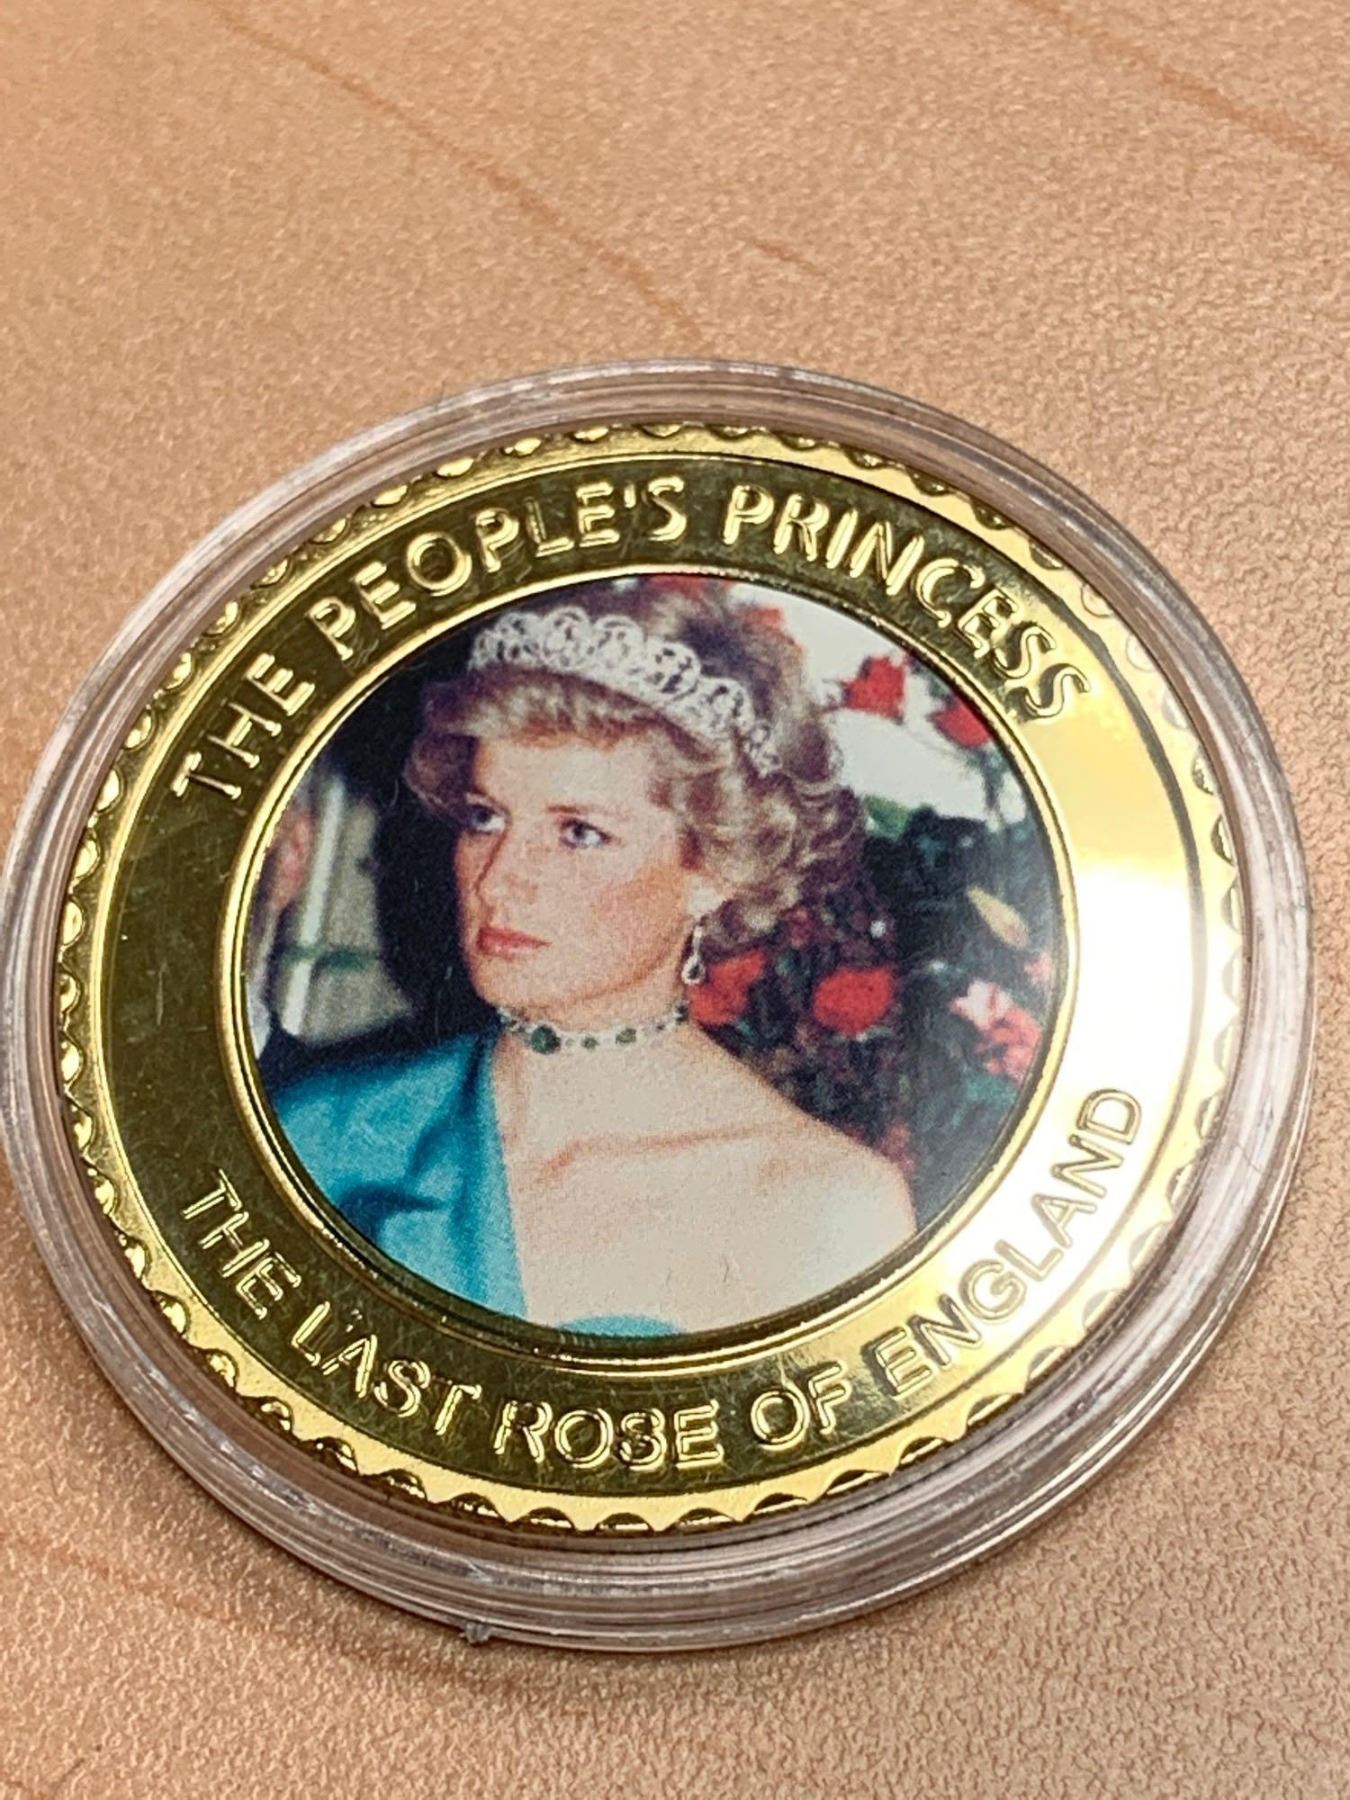 THE PEOPLE'S PRINCESS
THE LAST ROSE OF ENGLAND